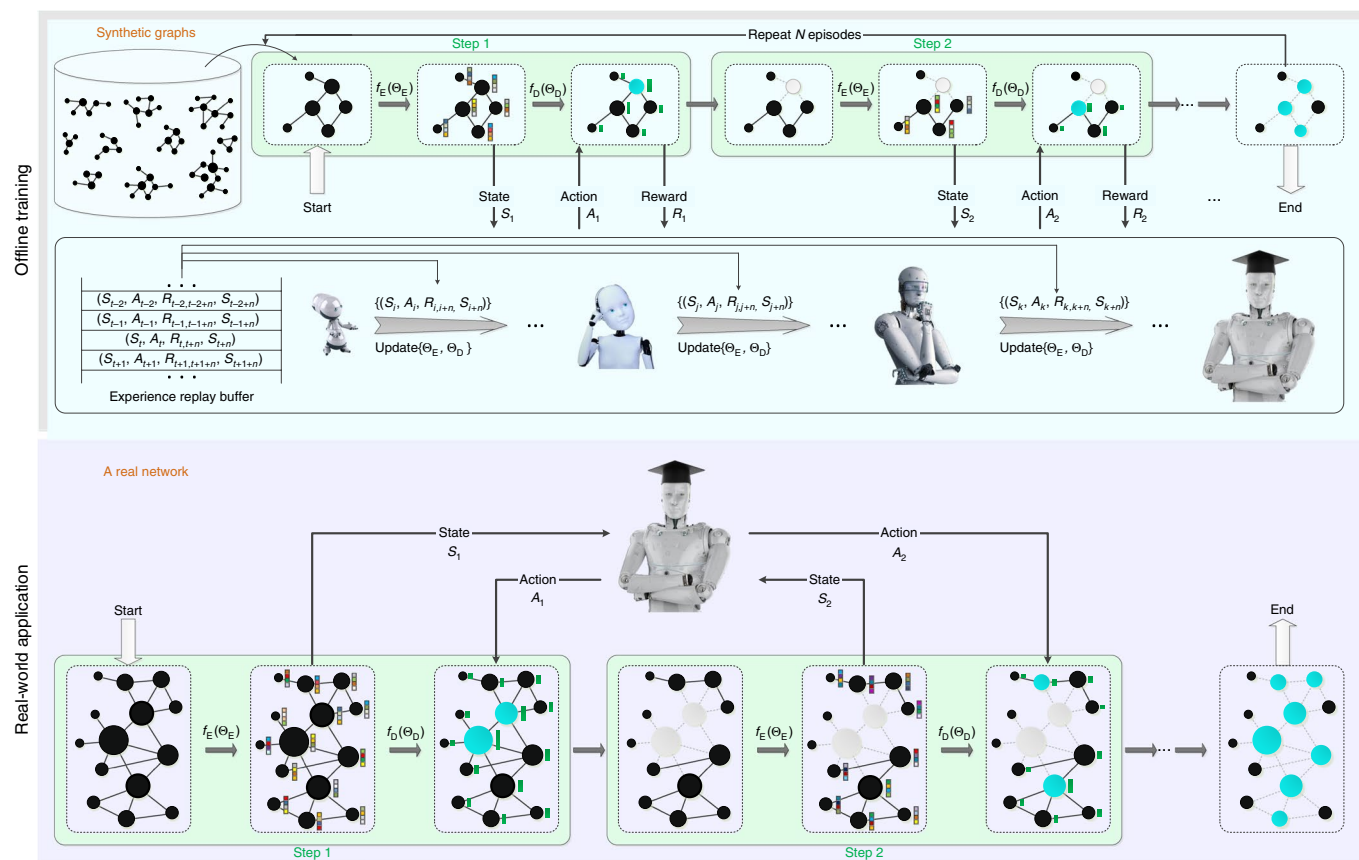 Offline training
Synthetic graphs
Step 1
Repeat N episodes
Step 2
f_E(Θ_E)
f_D(Θ_D)
f_E(Θ_E)
f_D(Θ_D)
...
Start
State
S_1
Action
A_1
Reward
R_1
State
S_2
Action
A_2
Reward
R_2
...
End
. . .
(S_{t–2}, A_{t–2}, R_{t–2,t–2+n}, S_{t–2+n})
(S_{t–1}, A_{t–1}, R_{t–1,t–1+n}, S_{t–1+n})
(S_t, A_t, R_{t,t+n}, S_{t+n})
(S_{t+1}, A_{t+1}, R_{t+1,t+1+n}, S_{t+1+n})
. . .
Experience replay buffer
{(S_i, A_i, R_{i,i+n}, S_{i+n})}
Update{Θ_E, Θ_D}
...
{(S_j, A_j, R_{j,j+n}, S_{j+n})}
Update{Θ_E, Θ_D}
...
{(S_k, A_k, R_{k,k+n}, S_{k+n})}
Update{Θ_E, Θ_D}
...
Real-world application
A real network
State
S_1
Action
A_2
Action
A_1
State
S_2
Start
End
f_E(Θ_E)
f_D(Θ_D)
f_E(Θ_E)
f_D(Θ_D)
...
Step 1
Step 2